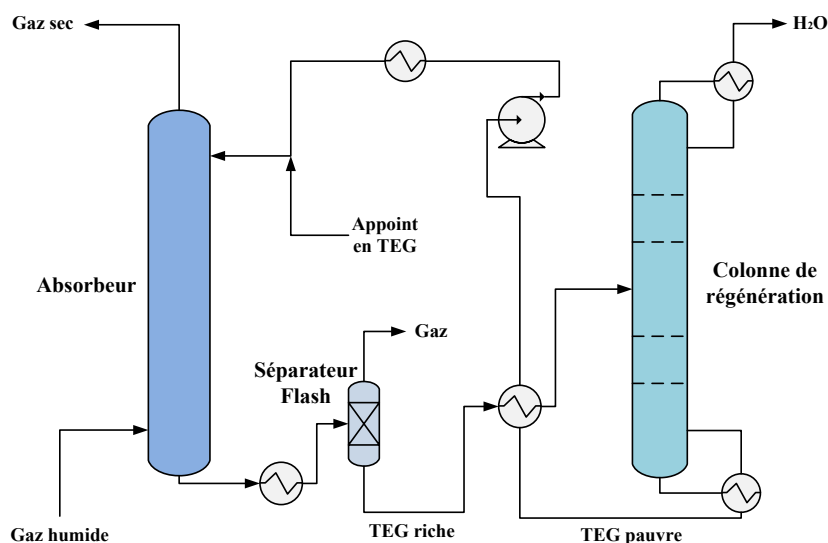 Gaz sec
H₂O
Appoint
en TEG
Absorbeur
Colonne de
régénération
Gaz
Séparateur
Flash
Gaz humide
TEG riche
TEG pauvre